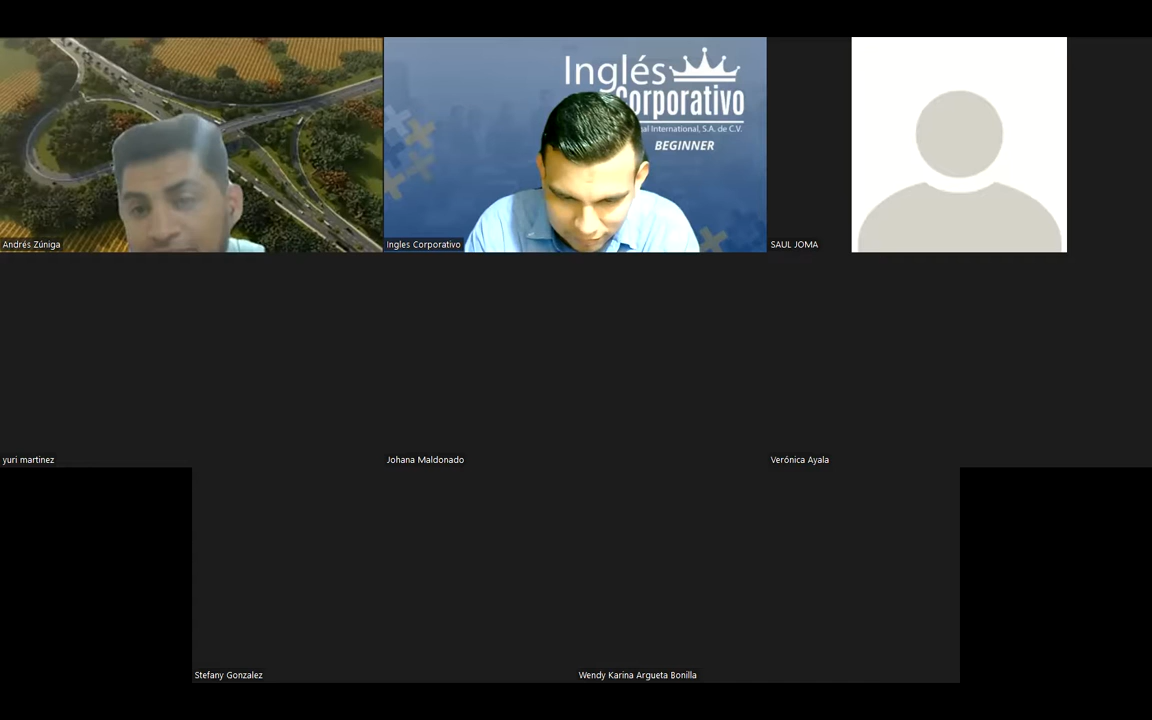 Inglés
Corporativo
al International, S.A. de C.V.
BEGINNER
Andrés Zúniga
Ingles Corporativo
SAUL JOMA
yuri martinez
Johana Maldonado
Verónica Ayala
Stefany Gonzalez
Wendy Karina Argueta Bonilla